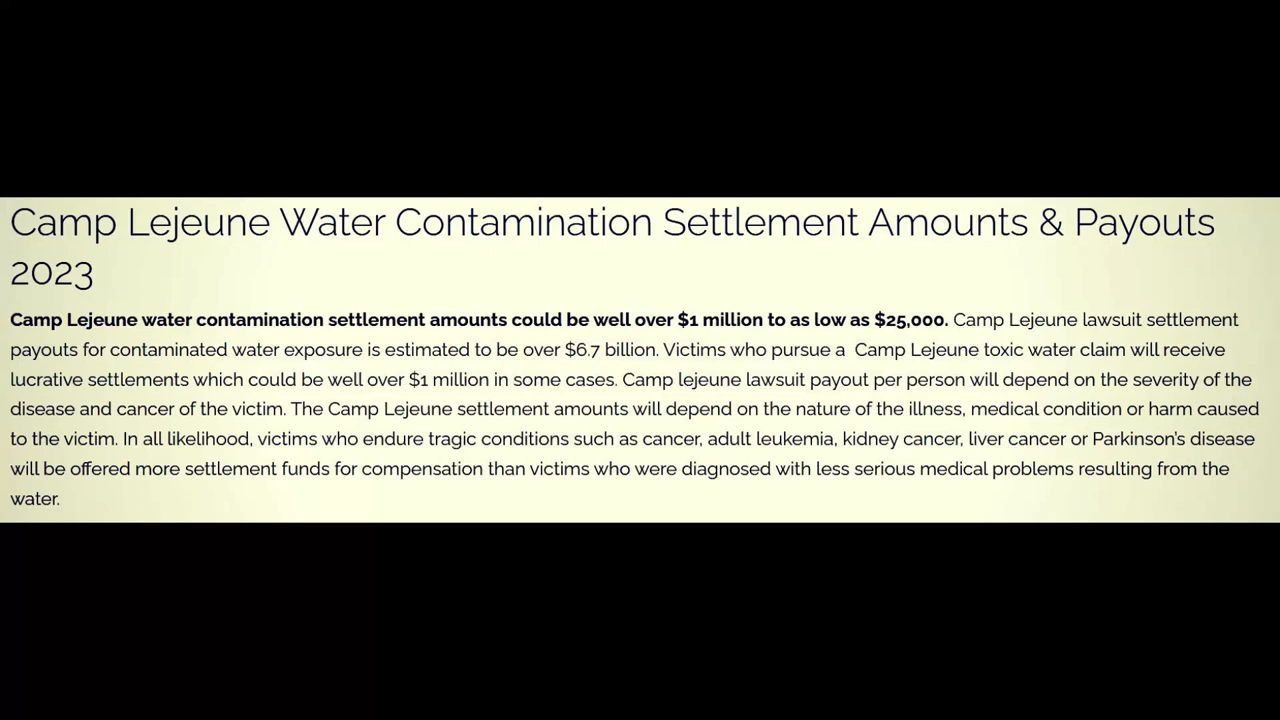 Camp Lejeune Water Contamination Settlement Amounts & Payouts
2023
Camp Lejeune water contamination settlement amounts could be well over $1 million to as low as $25,000. Camp Lejeune lawsuit settlement
payouts for contaminated water exposure is estimated to be over $6.7 billion. Victims who pursue a  Camp Lejeune toxic water claim will receive
lucrative settlements which could be well over $1 million in some cases. Camp lejeune lawsuit payout per person will depend on the severity of the
disease and cancer of the victim. The Camp Lejeune settlement amounts will depend on the nature of the illness, medical condition or harm caused
to the victim. In all likelihood, victims who endure tragic conditions such as cancer, adult leukemia, kidney cancer, liver cancer or Parkinson's disease
will be offered more settlement funds for compensation than victims who were diagnosed with less serious medical problems resulting from the
water.